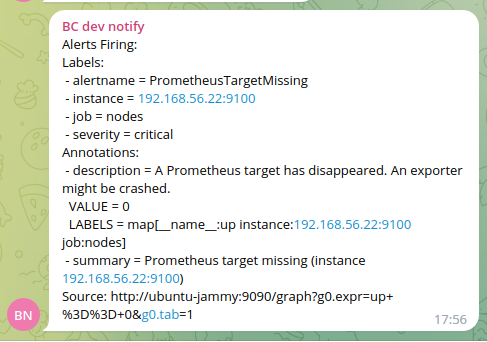 BC dev notify
Alerts Firing:
Labels:
- alertname = PrometheusTargetMissing
- instance = 192.168.56.22:9100
- job = nodes
- severity = critical
Annotations:
- description = A Prometheus target has disappeared. An exporter
might be crashed.
VALUE = 0
LABELS = map[__name__:up instance:192.168.56.22:9100
job:nodes]
- summary = Prometheus target missing (instance
192.168.56.22:9100)
Source: http://ubuntu-jammy:9090/graph?g0.expr=up+
%3D%3D+0&g0.tab=1
BN
17:56